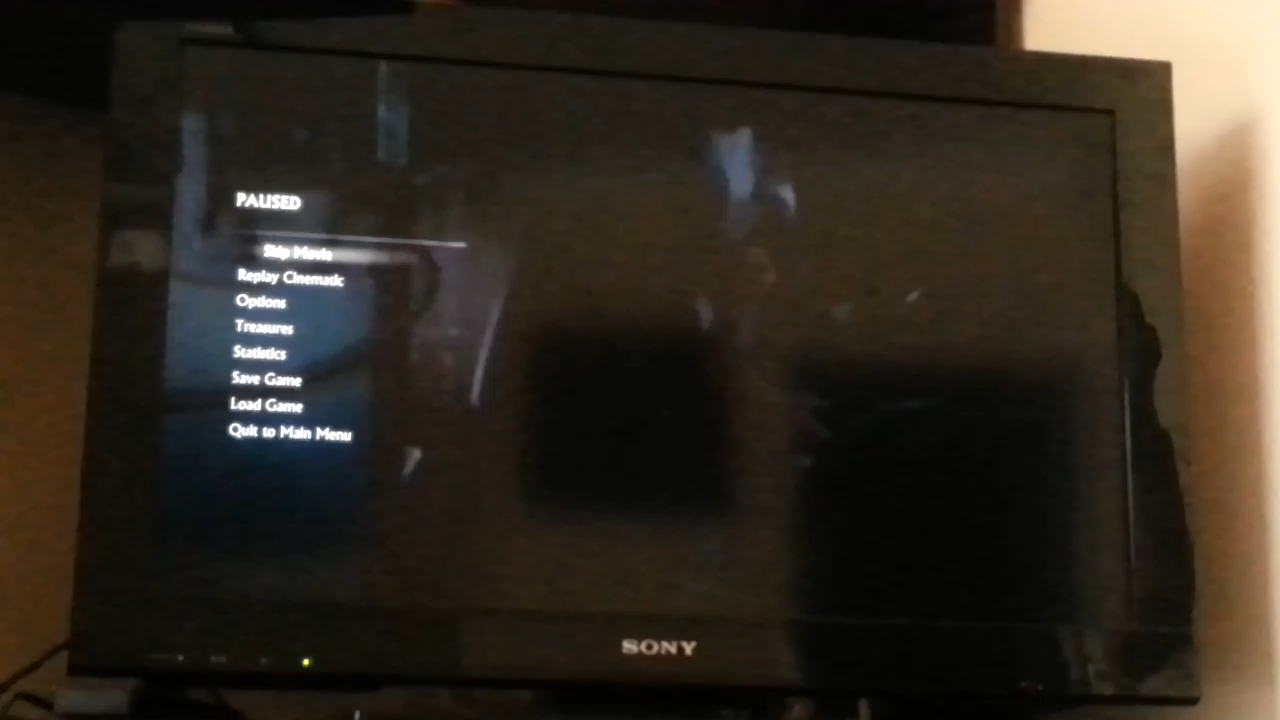 PAUSED
Skip Movie
Replay Cinematic
Options
Treasures
Statistics
Save Game
Load Game
Quit to Main Menu
SONY